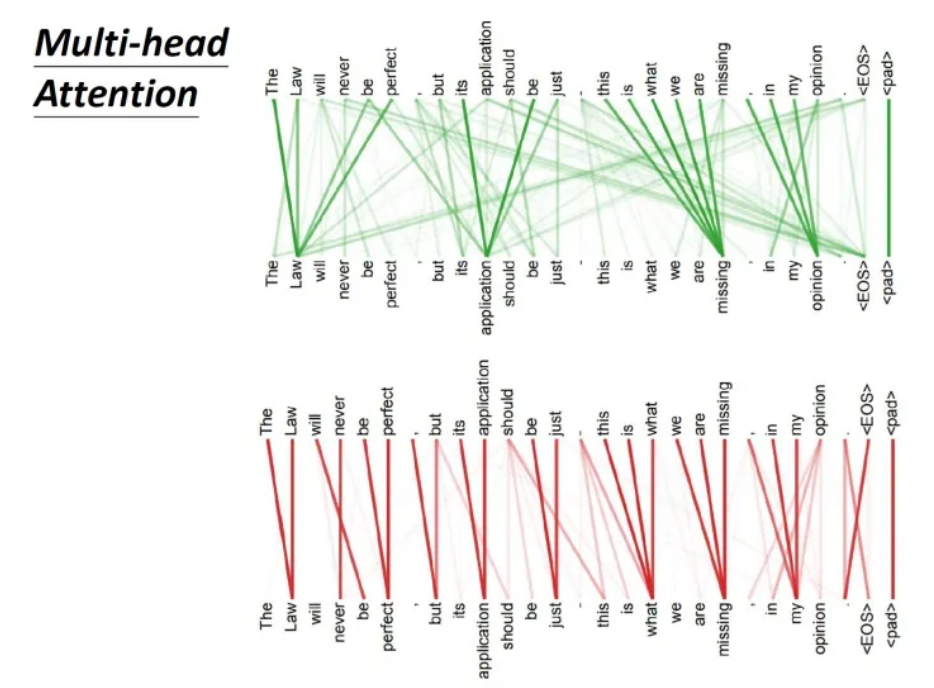 Multi-head
Attention
The Law will never be perfect , but its application should be just - this is what we are missing , in my opinion . <EOS> <pad>
The Law will never be perfect , but its application should be just - this is what we are missing , in my opinion . <EOS> <pad>
The Law will never be perfect , but its application should be just - this is what we are missing , in my opinion . <EOS> <pad>
The Law will never be perfect , but its application should be just - this is what we are missing , in my opinion . <EOS> <pad>